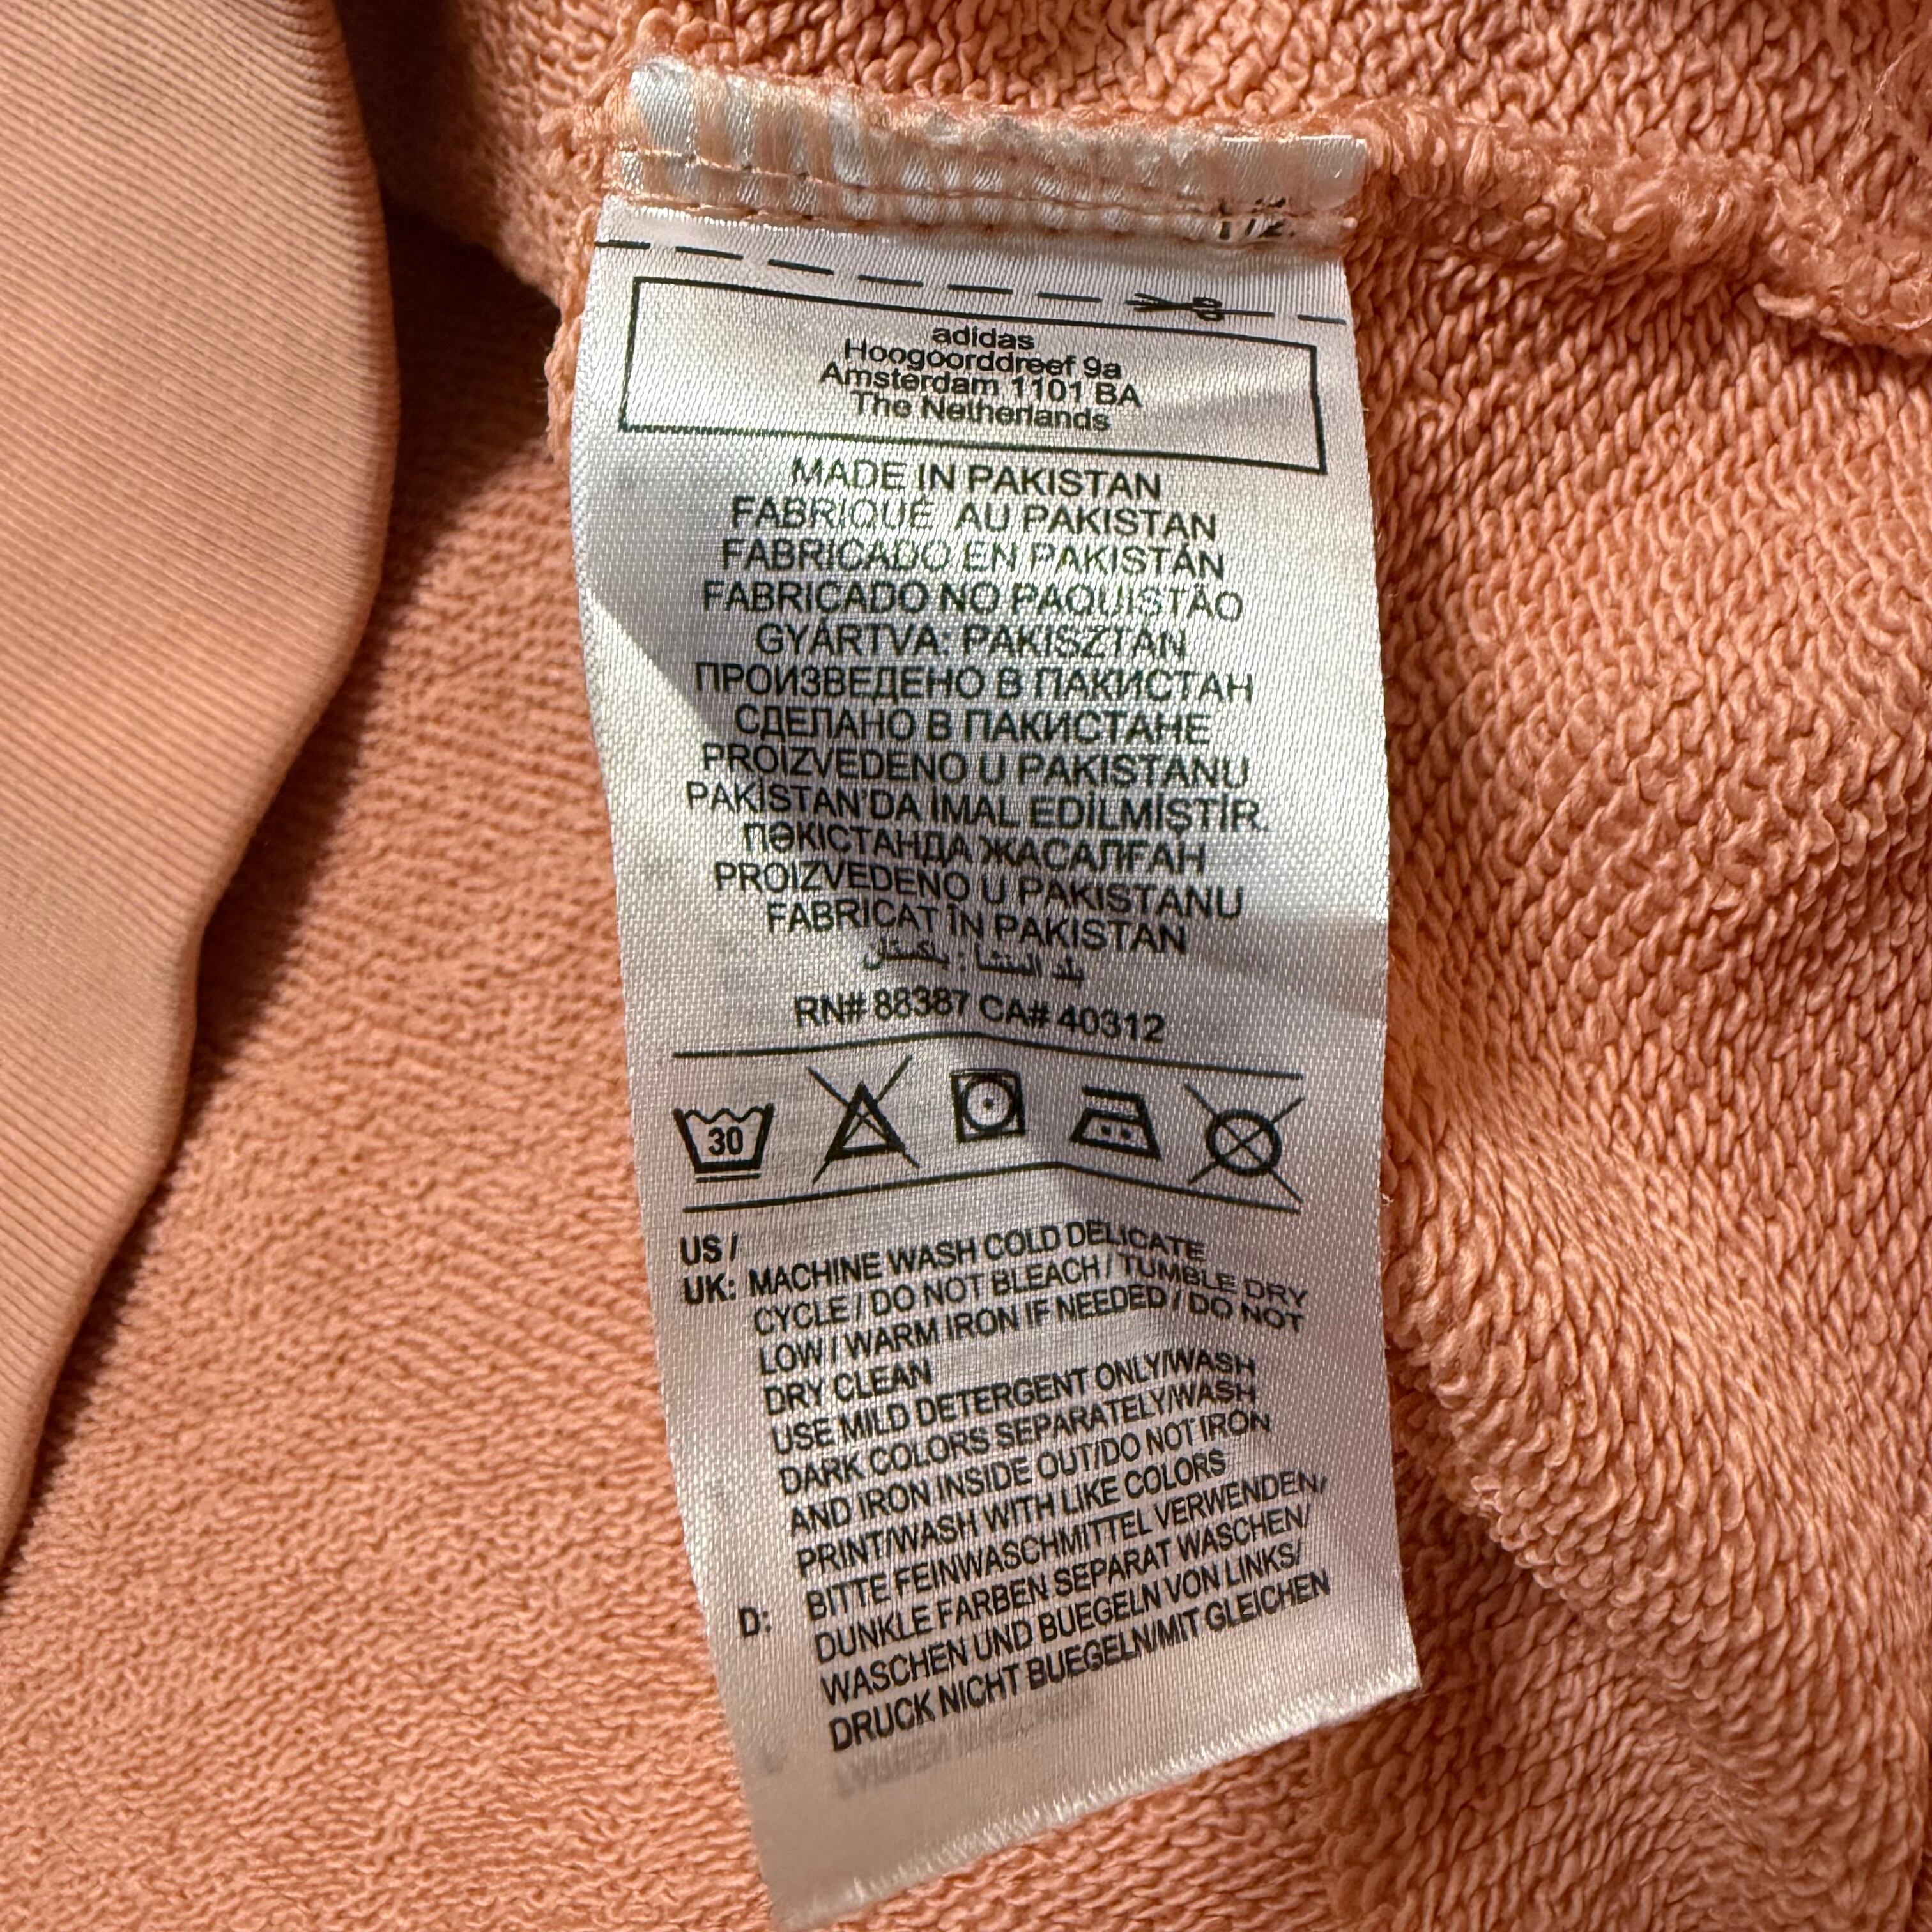 adidas
Hoogoorddreef 9a
Amsterdam 1101 BA
The Netherlands
MADE IN PAKISTAN
FABRIQUÉ AU PAKISTAN
FABRICADO EN PAKISTÁN
FABRICADO NO PAQUISTÃO
GYÁRTVA: PAKISZTÁN
ПРОИЗВЕДЕНО В ПАКИСТАН
СДЕЛАНО В ПАКИСТАНЕ
PROIZVEDENO U PAKISTANU
PAKİSTAN'DA İMAL EDİLMİŞTİR.
ПӘКІСТАНДА ЖАСАЛҒАН
PROIZVEDENO U PAKISTANU
FABRICAT ÎN PAKISTAN
بلد المنشأ :
RN# 88387 CA# 40312
30
US /
UK: MACHINE WASH COLD DELICATE
CYCLE / DO NOT BLEACH / TUMBLE DRY
LOW / WARM IRON IF NEEDED / DO NOT
DRY CLEAN
USE MILD DETERGENT ONLY/WASH
DARK COLORS SEPARATELY/WASH
AND IRON INSIDE OUT/DO NOT IRON
PRINT/WASH WITH LIKE COLORS
D: BITTE FEINWASCHMITTEL VERWENDEN/
DUNKLE FARBEN SEPARAT WASCHEN/
WASCHEN UND BUEGELN VON LINKS/
DRUCK NICHT BUEGELN/MIT GLEICHEN